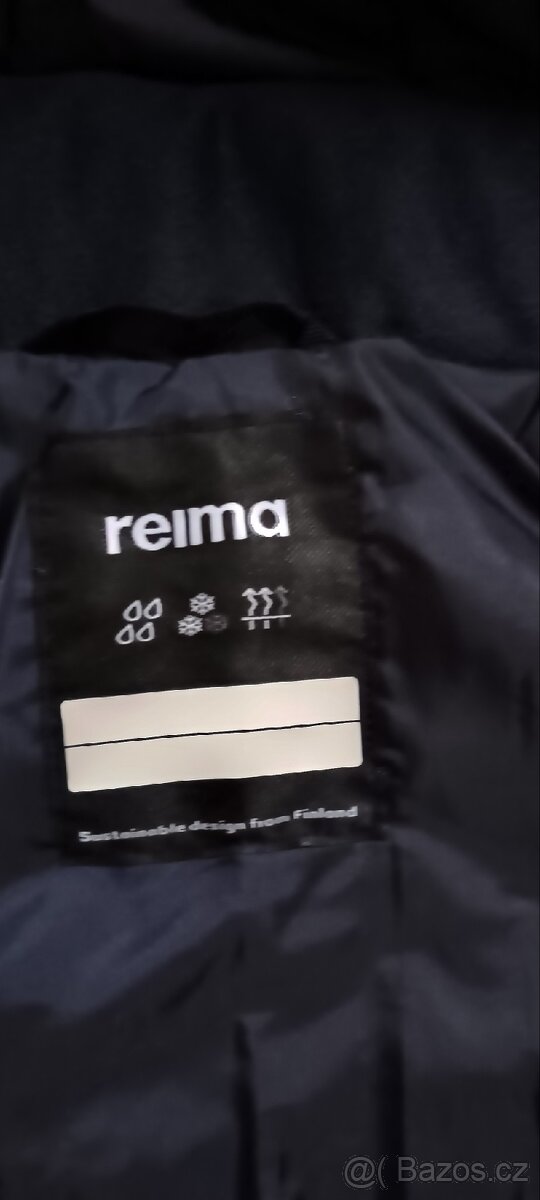 reima
Sustainable design from Finland
@( Bazos.cz